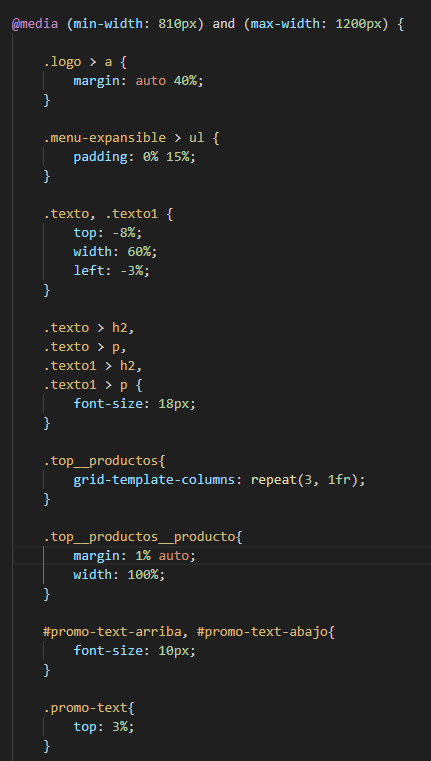 @media (min-width: 810px) and (max-width: 1200px) {
.logo > a {
margin: auto 40%;
}
.menu-expansible > ul {
padding: 0% 15%;
}
.texto, .texto1 {
top: -8%;
width: 60%;
left: -3%;
}
.texto > h2,
.texto > p,
.texto1 > h2,
.texto1 > p {
font-size: 18px;
}
.top__productos{
grid-template-columns: repeat(3, 1fr);
}
.top__productos__producto{
margin: 1% auto;
width: 100%;
}
#promo-text-arriba, #promo-text-abajo{
font-size: 10px;
}
.promo-text{
top: 3%;
}